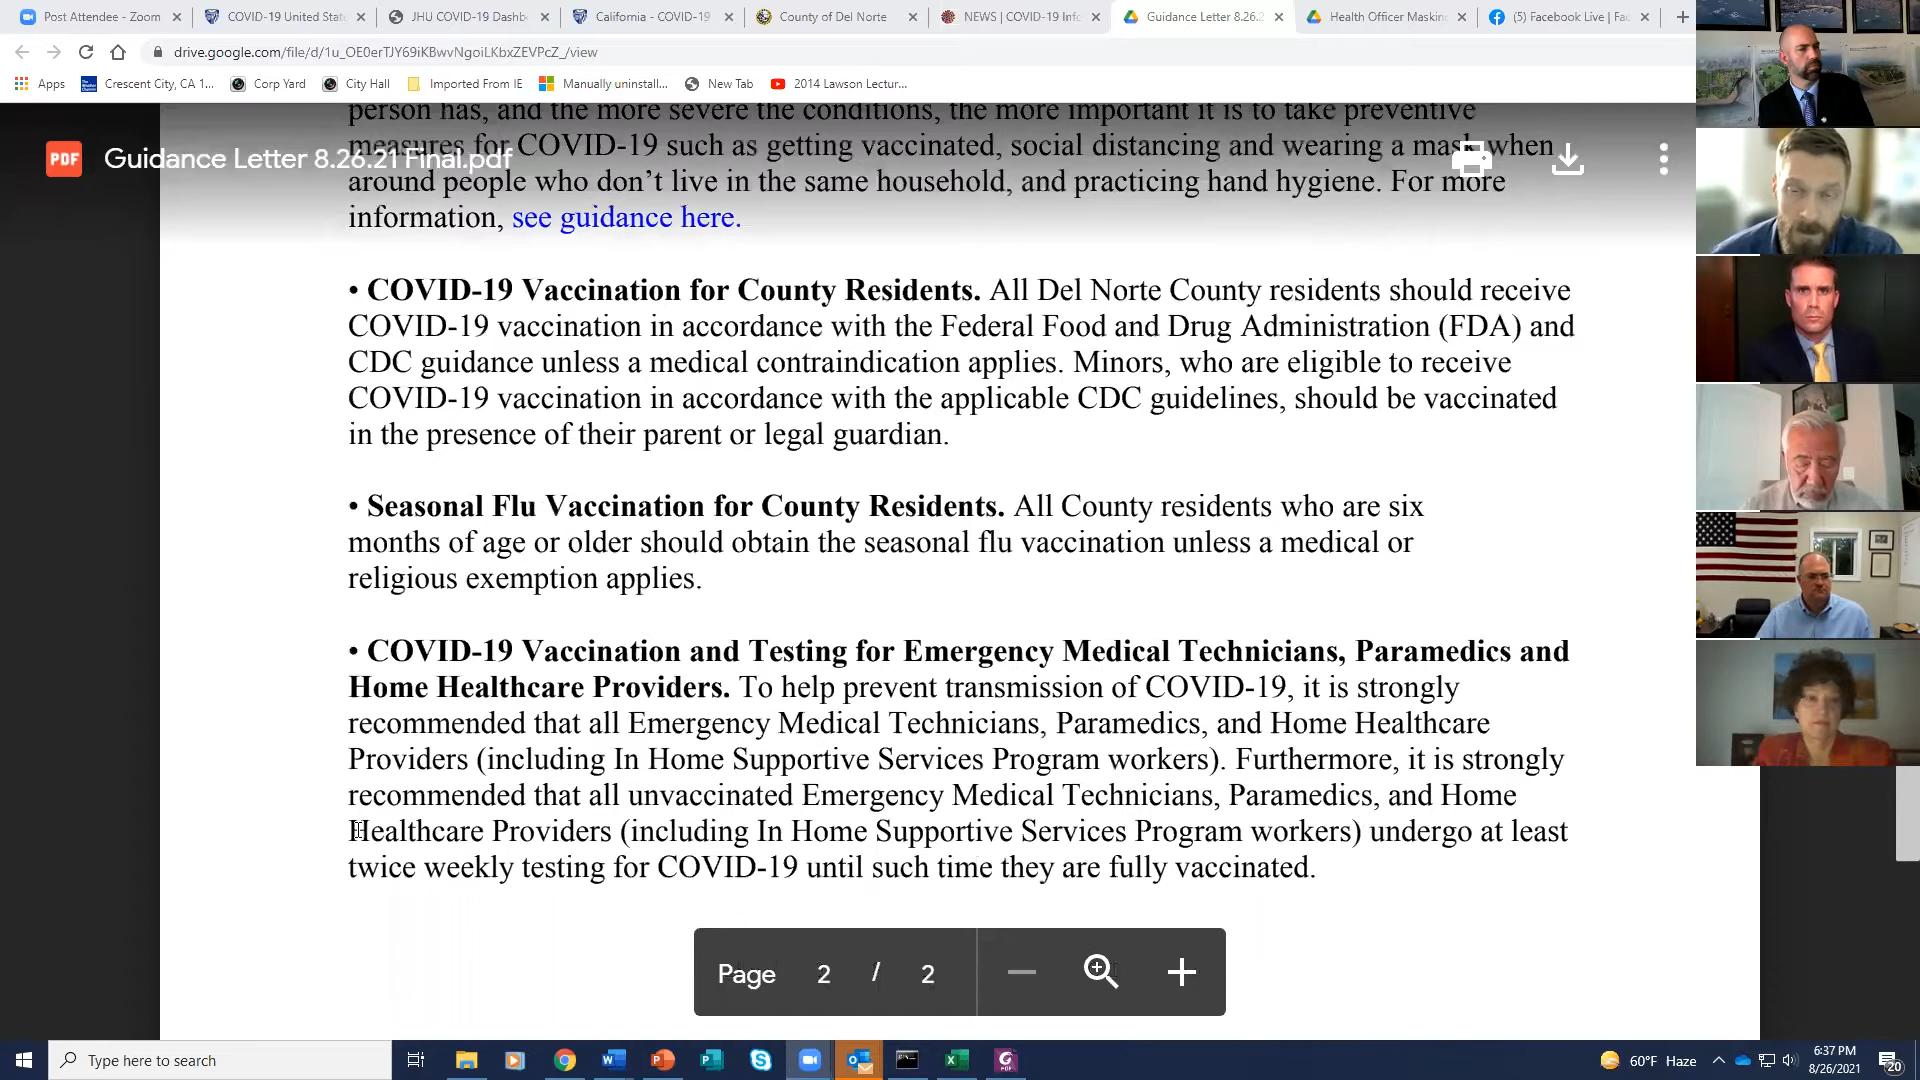 Post Attendee - Zoom
COVID-19 United Stat
JHU COVID-19 Dashb
California - COVID-19
County of Del Norte
NEWS | COVID-19 Info
Guidance Letter 8.26.2
Health Officer Maskin
(5) Facebook Live | Fac
drive.google.com/file/d/1u_OE0erTJY69iKBwvNgoiLKbxZEVPcZ_/view
Apps
Crescent City, CA 1...
Corp Yard
City Hall
Imported From IE
Manually uninstall...
New Tab
2014 Lawson Lectur...
person has, and the more severe the conditions, the more important it is to take preventive
measures for COVID-19 such as getting vaccinated, social distancing and wearing a mask when
PDF
Guidance Letter 8.26.21 Final.pdf
around people who don’t live in the same household, and practicing hand hygiene. For more
information, see guidance here.
• COVID-19 Vaccination for County Residents. All Del Norte County residents should receive
COVID-19 vaccination in accordance with the Federal Food and Drug Administration (FDA) and
CDC guidance unless a medical contraindication applies. Minors, who are eligible to receive
COVID-19 vaccination in accordance with the applicable CDC guidelines, should be vaccinated
in the presence of their parent or legal guardian.
• Seasonal Flu Vaccination for County Residents. All County residents who are six
months of age or older should obtain the seasonal flu vaccination unless a medical or
religious exemption applies.
• COVID-19 Vaccination and Testing for Emergency Medical Technicians, Paramedics and
Home Healthcare Providers. To help prevent transmission of COVID-19, it is strongly
recommended that all Emergency Medical Technicians, Paramedics, and Home Healthcare
Providers (including In Home Supportive Services Program workers). Furthermore, it is strongly
recommended that all unvaccinated Emergency Medical Technicians, Paramedics, and Home
Healthcare Providers (including In Home Supportive Services Program workers) undergo at least
twice weekly testing for COVID-19 until such time they are fully vaccinated.
Page 2 / 2
Type here to search
60°F Haze
6:37 PM
8/26/2021
20